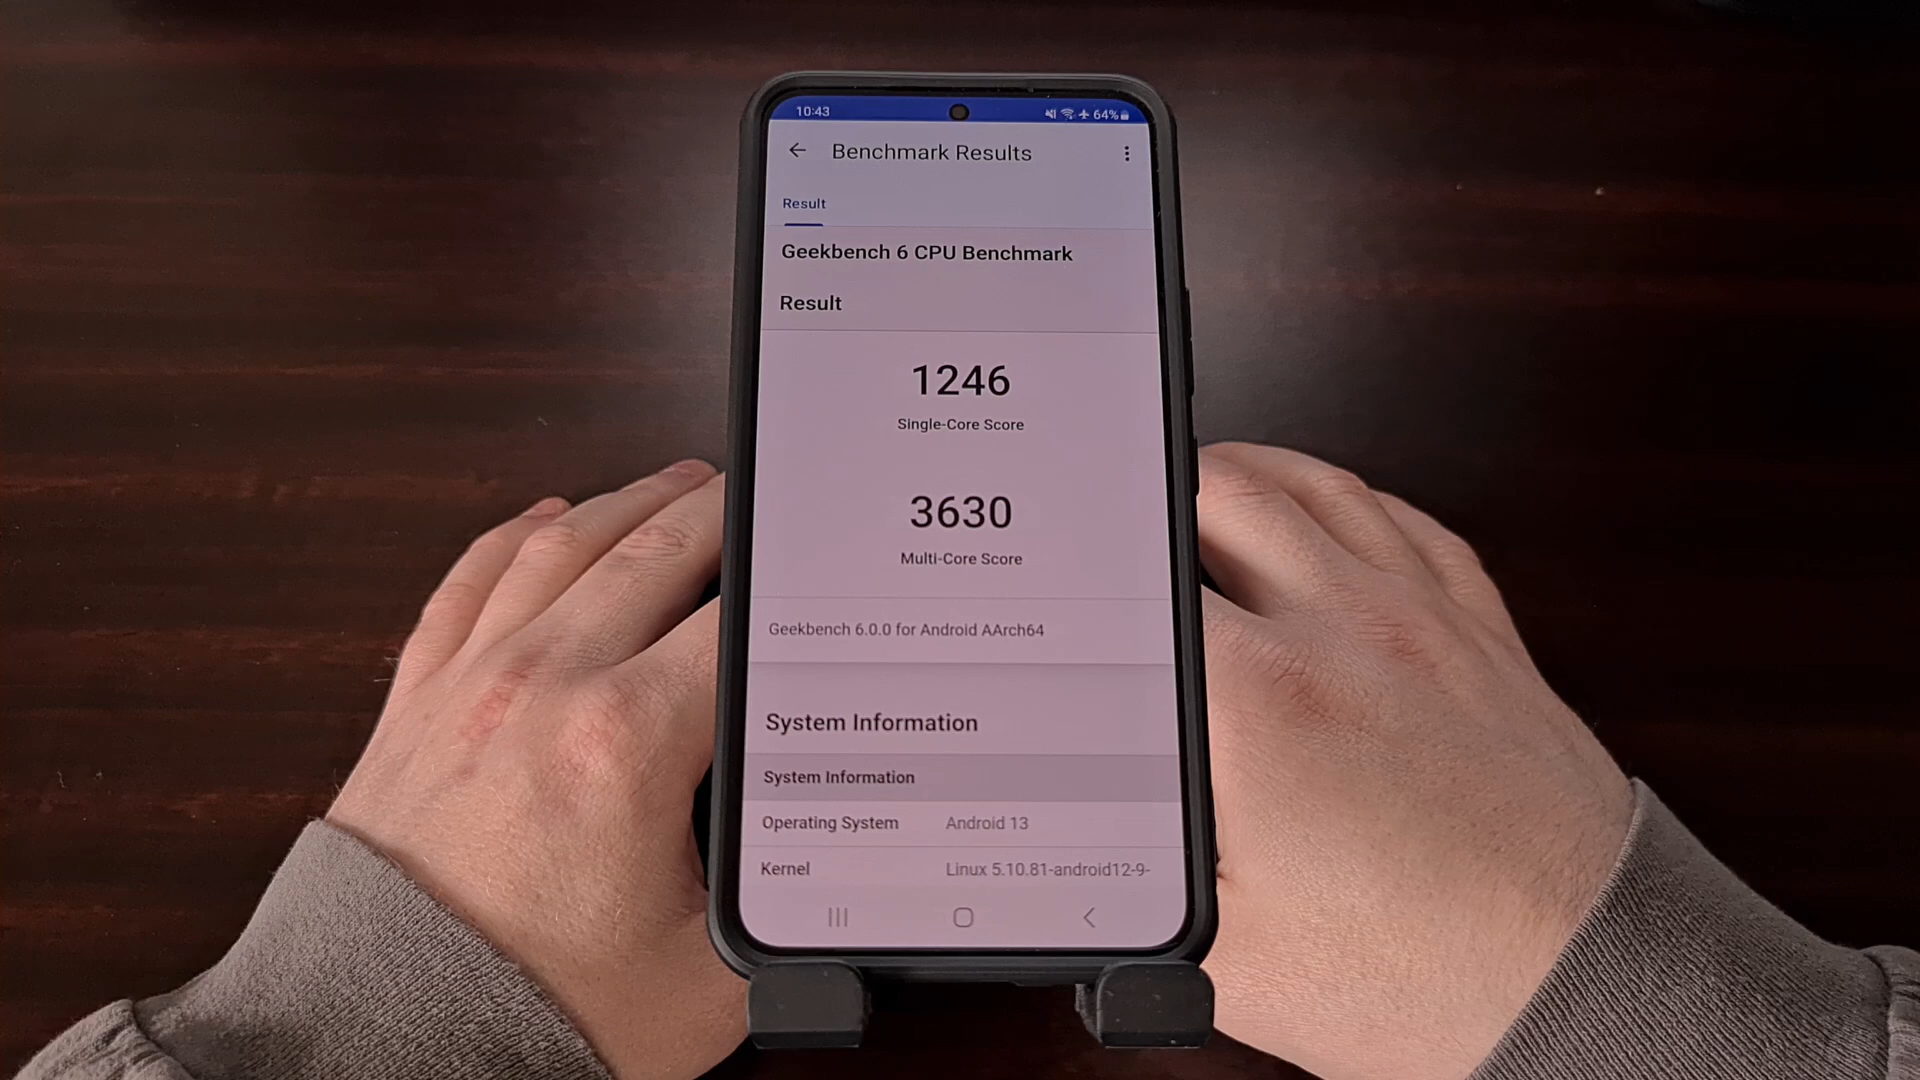 10:43 64%
Benchmark Results
Result
Geekbench 6 CPU Benchmark
Result
1246
Single-Core Score
3630
Multi-Core Score
Geekbench 6.0.0 for Android AArch64
System Information
System Information
Operating System Android 13
Kernel Linux 5.10.81-android12-9-